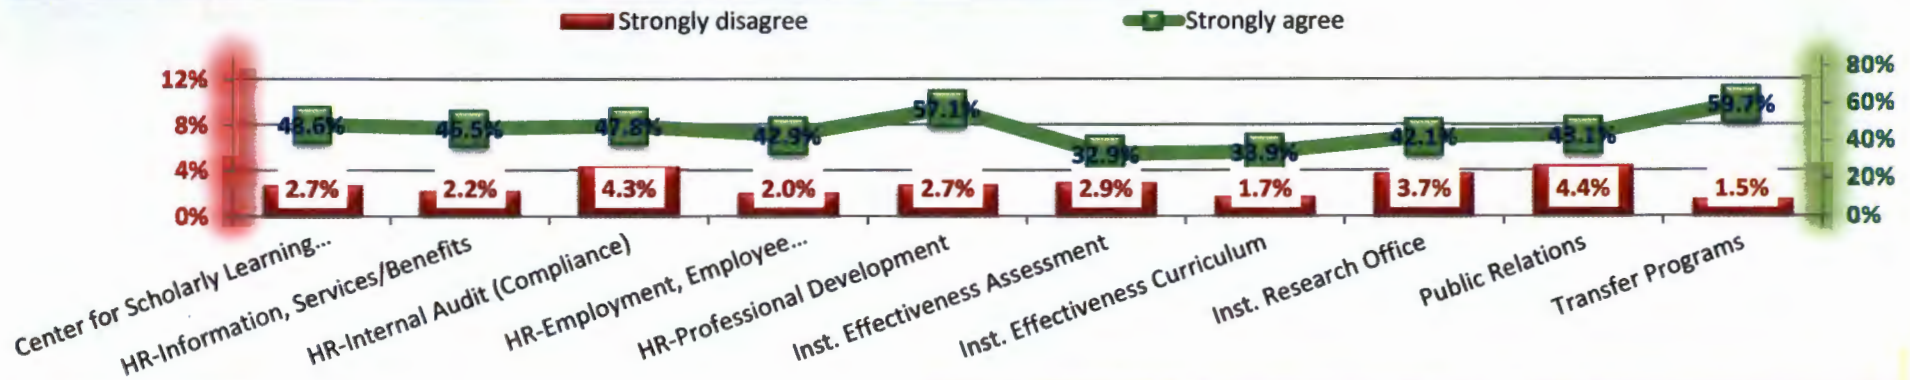 Strongly disagree
Strongly agree
12%
8%
4%
0%
80%
60%
40%
20%
0%
48.6%
46.5%
47.8%
42.9%
57.1%
32.9%
33.9%
42.1%
43.1%
59.7%
2.7%
2.2%
4.3%
2.0%
2.7%
2.9%
1.7%
3.7%
4.4%
1.5%
Center for Scholarly Learning...
HR-Information, Services/Benefits
HR-Internal Audit (Compliance)
HR-Employment, Employee...
HR-Professional Development
Inst. Effectiveness Assessment
Inst. Effectiveness Curriculum
Inst. Research Office
Public Relations
Transfer Programs